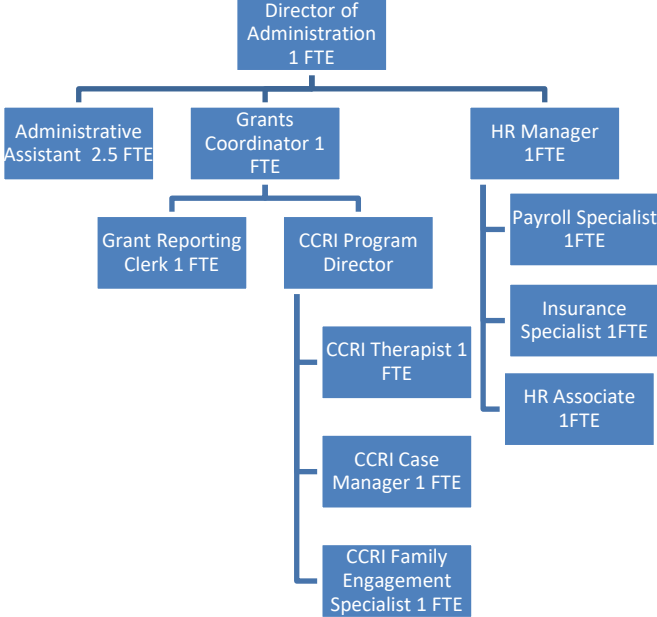 Director of
Administration
1 FTE
Administrative
Assistant 2.5 FTE
Grants
Coordinator 1
FTE
HR Manager
1FTE
Grant Reporting
Clerk 1 FTE
CCRI Program
Director
Payroll Specialist
1FTE
Insurance
Specialist 1FTE
HR Associate
1FTE
CCRI Therapist 1
FTE
CCRI Case
Manager 1 FTE
CCRI Family
Engagement
Specialist 1 FTE